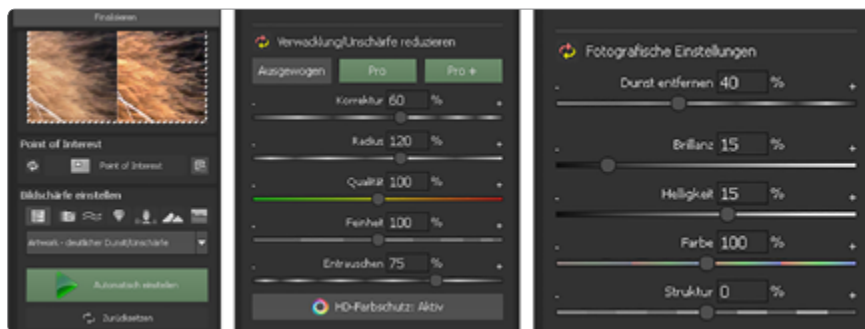 Finalisieren
Point of Interest
Point of Interest
Bildschärfe einstellen
Artwork - deutlicher Dunst/Unschärfe
Automatisch einstellen
Zurücksetzen
Verwacklung/Unschärfe reduzieren
Ausgewogen Pro Pro +
- Korrektur 60 % +
- Radius 120 % +
- Qualität 100 % +
- Feinheit 100 % +
- Entrauschen 75 % +
HD-Farbschutz: Aktiv
Fotografische Einstellungen
- Dunst entfernen 40 % +
- Brillanz 15 % +
- Helligkeit 15 % +
- Farbe 100 % +
- Struktur 0 % +